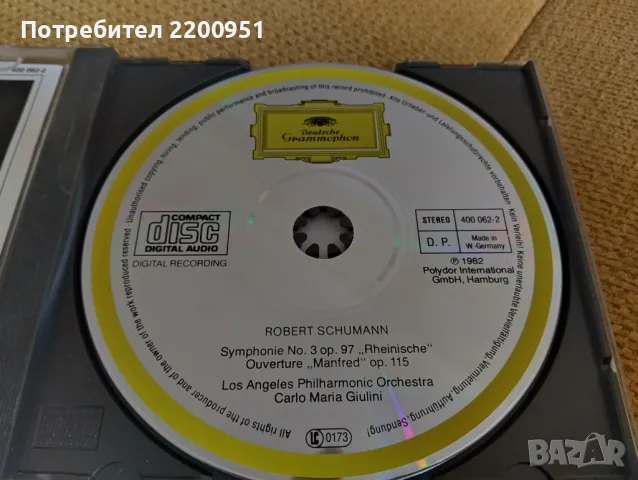 Потребител 2200951
400 062-2
Unauthorized copying, hiring, lending, public performance and broadcasting of this record prohibited · Alle Urheber- und Leistungsschutzrechte vorbehalten · Kein Verleih! Keine unerlaubte Vervielfältigung, Vermietung, Aufführung, Sendung!
All rights of the producer and of the owner of the work reproduced reserved ·
Deutsche
Grammophon
COMPACT
disc
DIGITAL AUDIO
DIGITAL RECORDING
STEREO 400 062-2
D. P. Made in
W.-Germany
℗ 1982
Polydor International
GmbH, Hamburg
ROBERT SCHUMANN
Symphonie No. 3 op. 97 „Rheinische“
Ouverture „Manfred“ op. 115
Los Angeles Philharmonic Orchestra
Carlo Maria Giulini
LC 0173
BAZAR